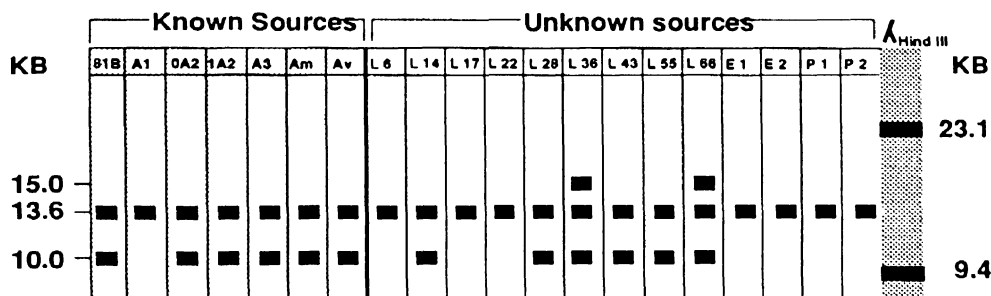 Known Sources Unknown sources
λHind III
KB 81B A1 0A2 1A2 A3 Am Av L 6 L 14 L 17 L 22 L 28 L 36 L 43 L 55 L 66 E 1 E 2 P 1 P 2 KB
23.1
15.0
13.6
10.0
9.4